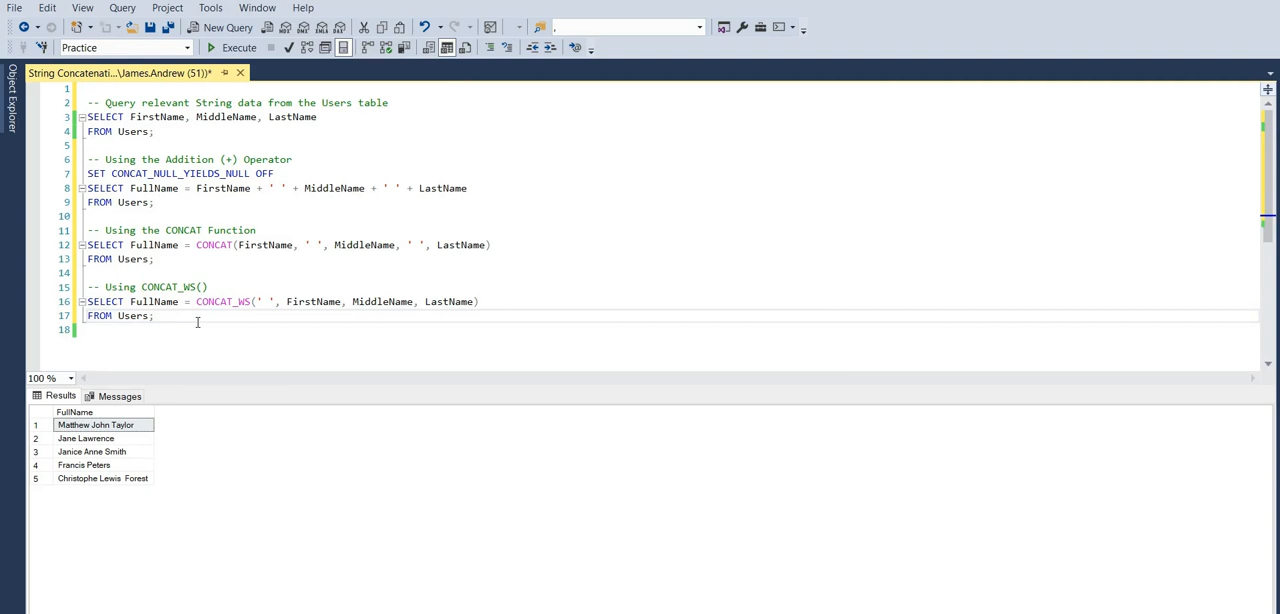 File Edit View Query Project Tools Window Help
New Query ,
Practice Execute
Object Explorer
String Concatenati...\James.Andrew (51))*
1
2 -- Query relevant String data from the Users table
3 SELECT FirstName, MiddleName, LastName
4 FROM Users;
5
6 -- Using the Addition (+) Operator
7 SET CONCAT_NULL_YIELDS_NULL OFF
8 SELECT FullName = FirstName + ' ' + MiddleName + ' ' + LastName
9 FROM Users;
10
11 -- Using the CONCAT Function
12 SELECT FullName = CONCAT(FirstName, ' ', MiddleName, ' ', LastName)
13 FROM Users;
14
15 -- Using CONCAT_WS()
16 SELECT FullName = CONCAT_WS(' ', FirstName, MiddleName, LastName)
17 FROM Users;
18
100 %
Results Messages
FullName
1 Matthew John Taylor
2 Jane Lawrence
3 Janice Anne Smith
4 Francis Peters
5 Christophe Lewis  Forest